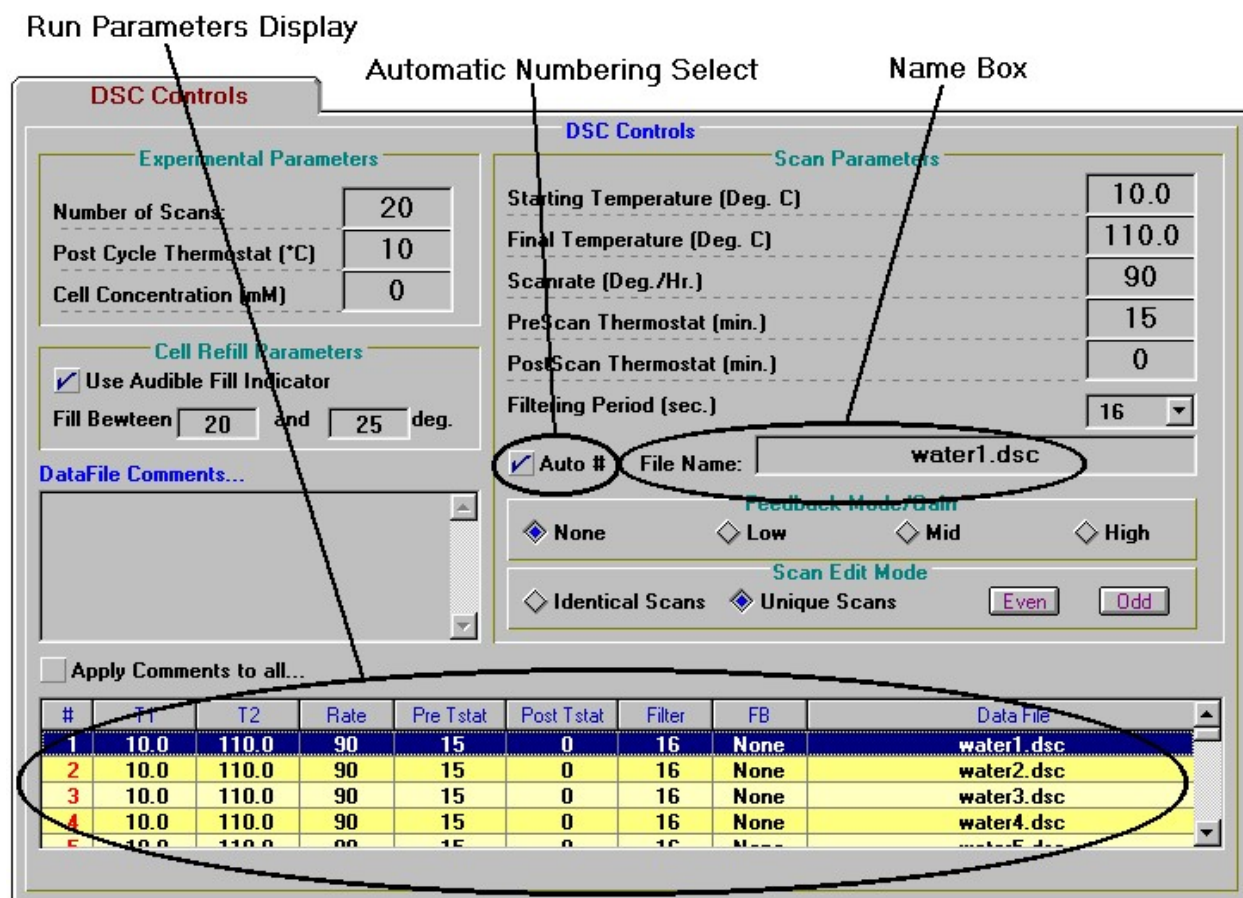 Run Parameters Display
Automatic Numbering Select
Name Box
DSC Controls
DSC Controls
Experimental Parameters
Number of Scans: 20
Post Cycle Thermostat (°C) 10
Cell Concentration (mM) 0
Cell Refill Parameters
Use Audible Fill Indicator
Fill Bewteen 20 and 25 deg.
DataFile Comments...
Scan Parameters
Starting Temperature (Deg. C) 10.0
Final Temperature (Deg. C) 110.0
Scanrate (Deg./Hr.) 90
PreScan Thermostat (min.) 15
PostScan Thermostat (min.) 0
Filtering Period (sec.) 16
Auto # File Name: water1.dsc
Feedback Mode/Gain
None Low Mid High
Scan Edit Mode
Identical Scans Unique Scans Even Odd
Apply Comments to all...
# T1 T2 Rate Pre Tstat Post Tstat Filter FB Data File
1 10.0 110.0 90 15 0 16 None water1.dsc
2 10.0 110.0 90 15 0 16 None water2.dsc
3 10.0 110.0 90 15 0 16 None water3.dsc
4 10.0 110.0 90 15 0 16 None water4.dsc